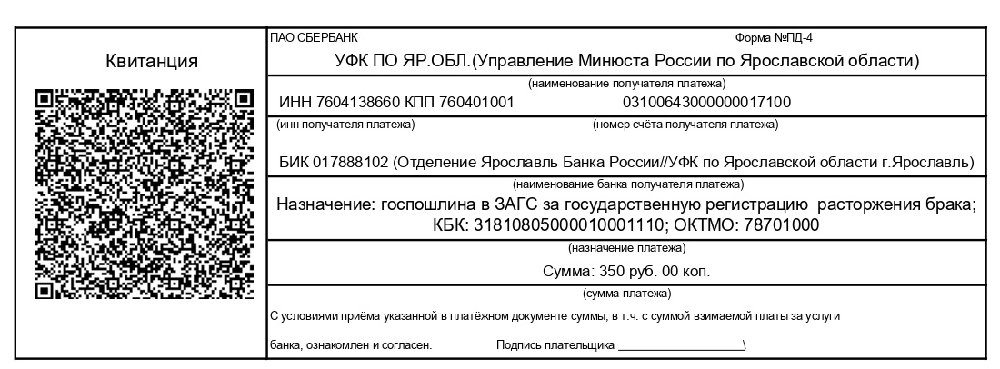 Квитанция
ПАО СБЕРБАНК Форма №ПД-4
УФК ПО ЯР.ОБЛ.(Управление Минюста России по Ярославской области)
(наименование получателя платежа)
ИНН 7604138660 КПП 760401001 03100643000000017100
(инн получателя платежа) (номер счёта получателя платежа)
БИК 017888102 (Отделение Ярославль Банка России//УФК по Ярославской области г.Ярославль)
(наименование банка получателя платежа)
Назначение: госпошлина в ЗАГС за государственную регистрацию расторжения брака;
КБК: 31810805000010001110; ОКТМО: 78701000
(назначение платежа)
Сумма: 350 руб. 00 коп.
(сумма платежа)
С условиями приёма указанной в платёжном документе суммы, в т.ч. с суммой взимаемой платы за услуги
банка, ознакомлен и согласен. Подпись плательщика ____________________\